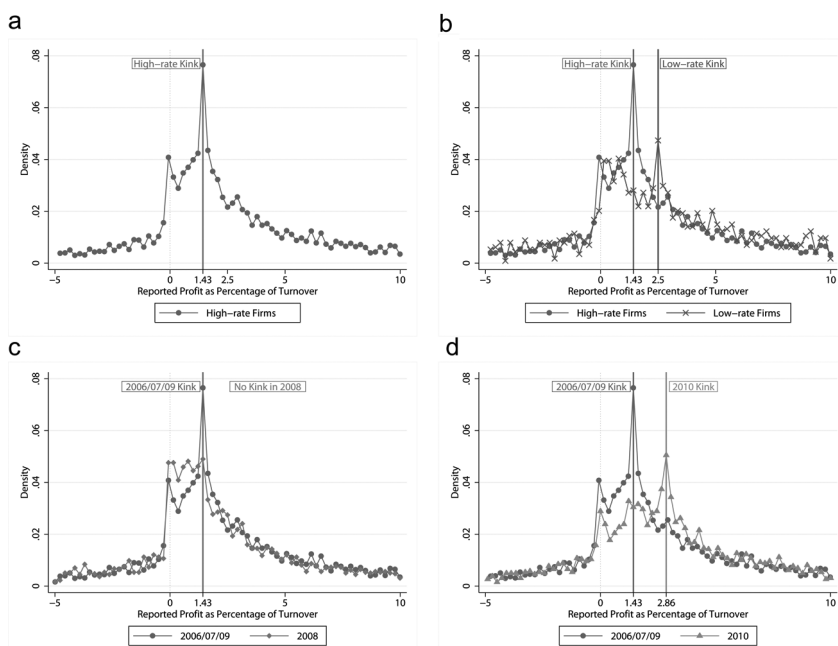 a
High−rate Kink
.08
.06
.04
.02
0
Density
−5 0 1.43 2.5 5 10
Reported Profit as Percentage of Turnover
High−rate Firms
b
High−rate Kink Low−rate Kink
.08
.06
.04
.02
0
Density
−5 0 1.43 2.5 5 10
Reported Profit as Percentage of Turnover
High−rate Firms Low−rate Firms
c
2006/07/09 Kink No Kink in 2008
.08
.06
.04
.02
0
Density
−5 0 1.43 5 10
Reported Profit as Percentage of Turnover
2006/07/09 2008
d
2006/07/09 Kink 2010 Kink
.08
.06
.04
.02
0
Density
−5 0 1.43 2.86 10
Reported Profit as Percentage of Turnover
2006/07/09 2010